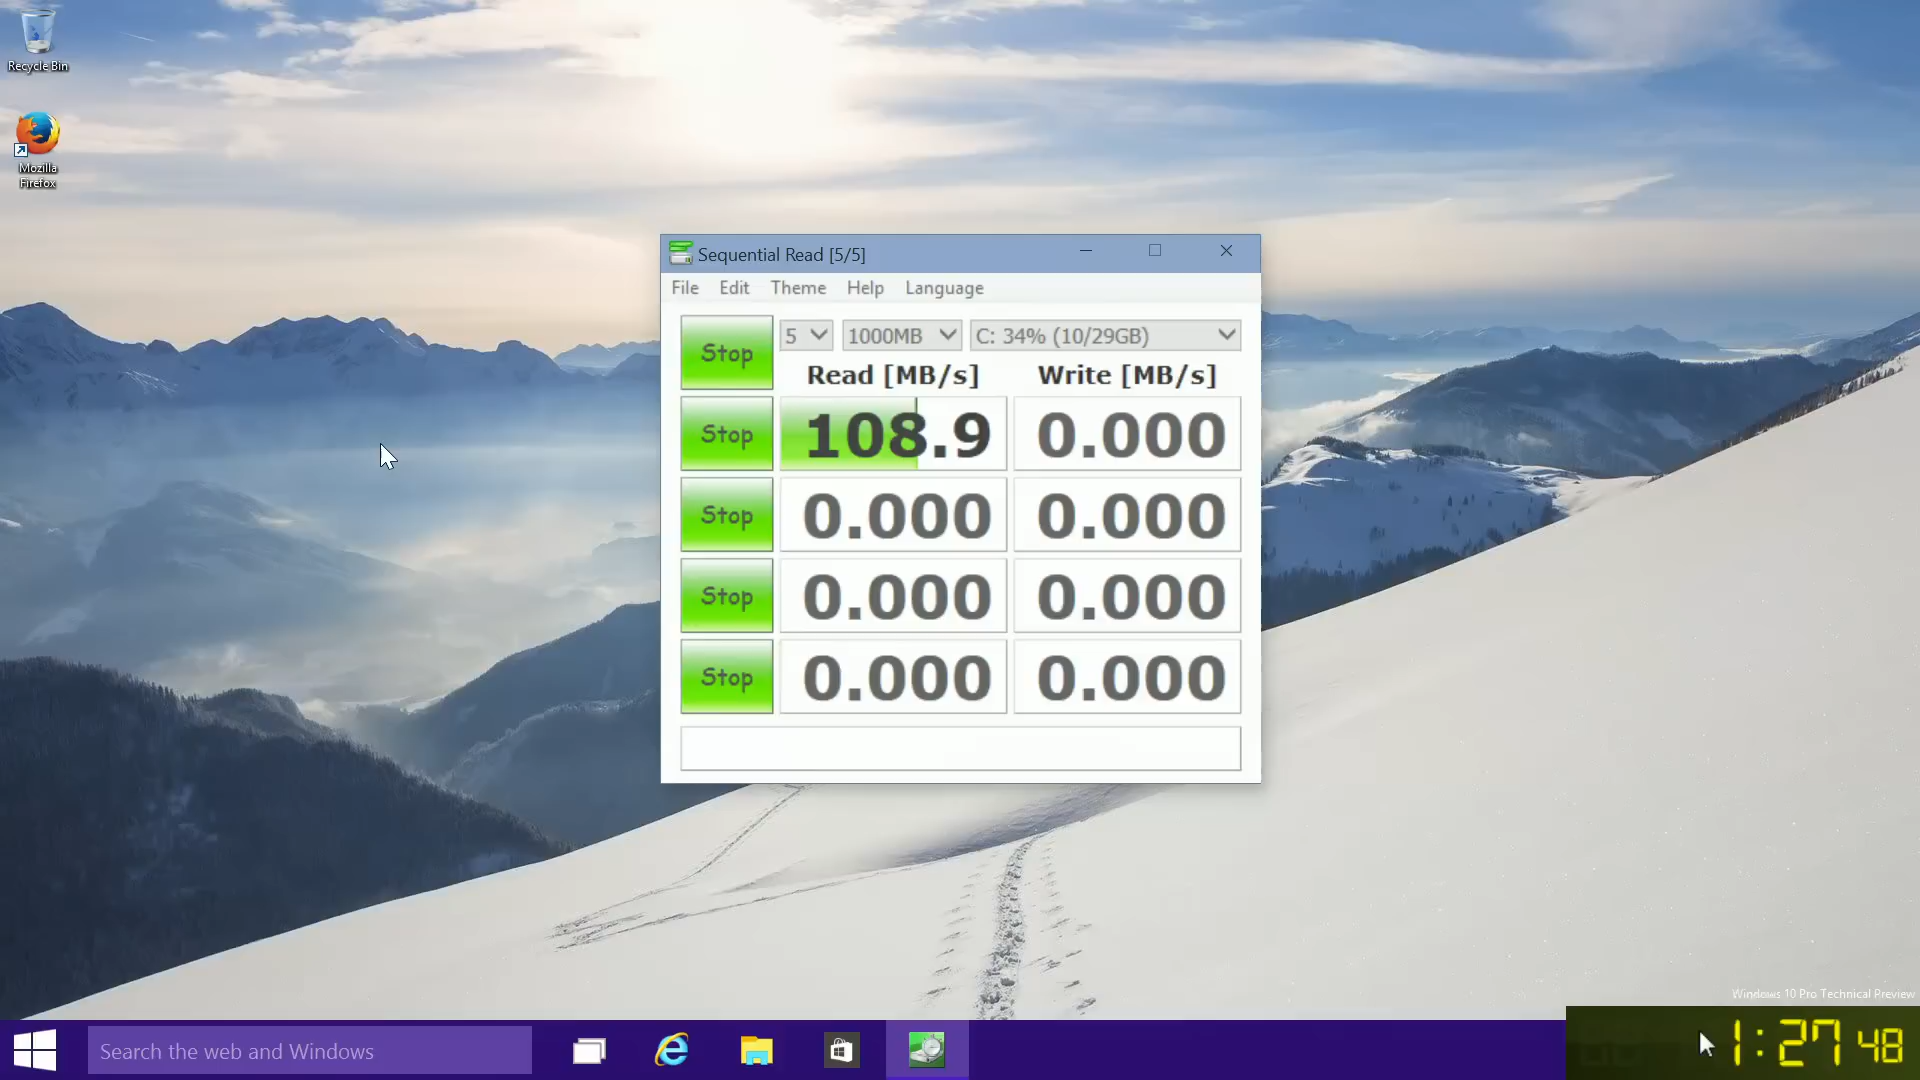 Recycle Bin
Mozilla
Firefox
Sequential Read [5/5]
File Edit Theme Help Language
Stop 5 1000MB C: 34% (10/29GB)
Read [MB/s] Write [MB/s]
Stop 108.9 0.000
Stop 0.000 0.000
Stop 0.000 0.000
Stop 0.000 0.000
Windows 10 Pro Technical Preview
Search the web and Windows
1:27 48